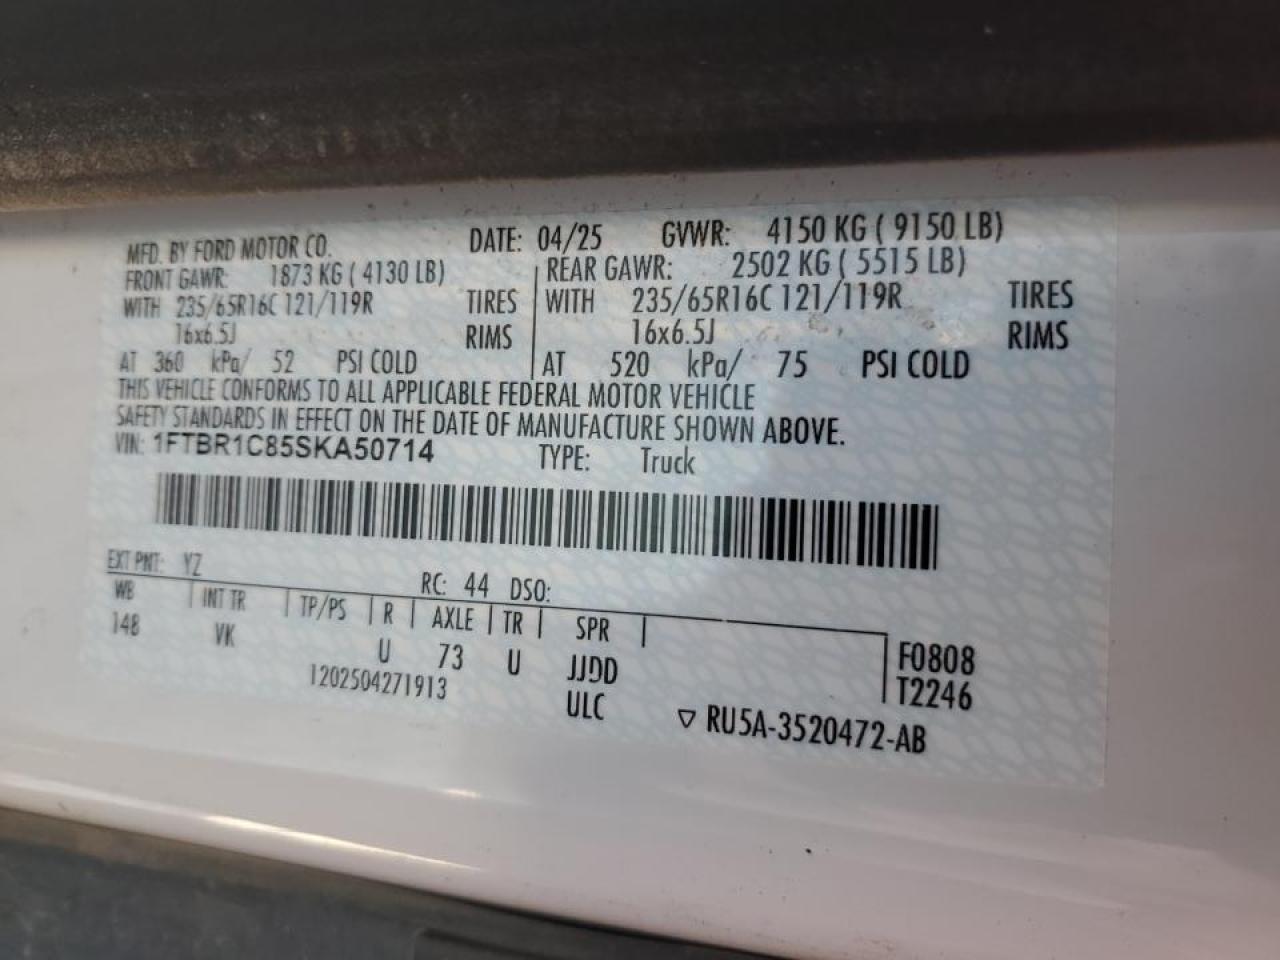 MFD. BY FORD MOTOR CO. DATE: 04/25 GVWR: 4150 KG ( 9150 LB)
FRONT GAWR: 1873 KG ( 4130 LB) REAR GAWR: 2502 KG ( 5515 LB)
WITH 235/65R16C 121/119R TIRES WITH 235/65R16C 121/119R TIRES
16x6.5J RIMS 16x6.5J RIMS
AT 360 kPa/ 52 PSI COLD AT 520 kPa/ 75 PSI COLD
THIS VEHICLE CONFORMS TO ALL APPLICABLE FEDERAL MOTOR VEHICLE
SAFETY STANDARDS IN EFFECT ON THE DATE OF MANUFACTURE SHOWN ABOVE.
VIN: 1FTBR1C85SKA50714 TYPE: Truck
EXT PNT: YZ RC: 44 DSO:
WB INT TR TP/PS R AXLE TR SPR
148 VK U 73 U JJDD F0808
1202504271913 ULC T2246
▽ RU5A-3520472-AB